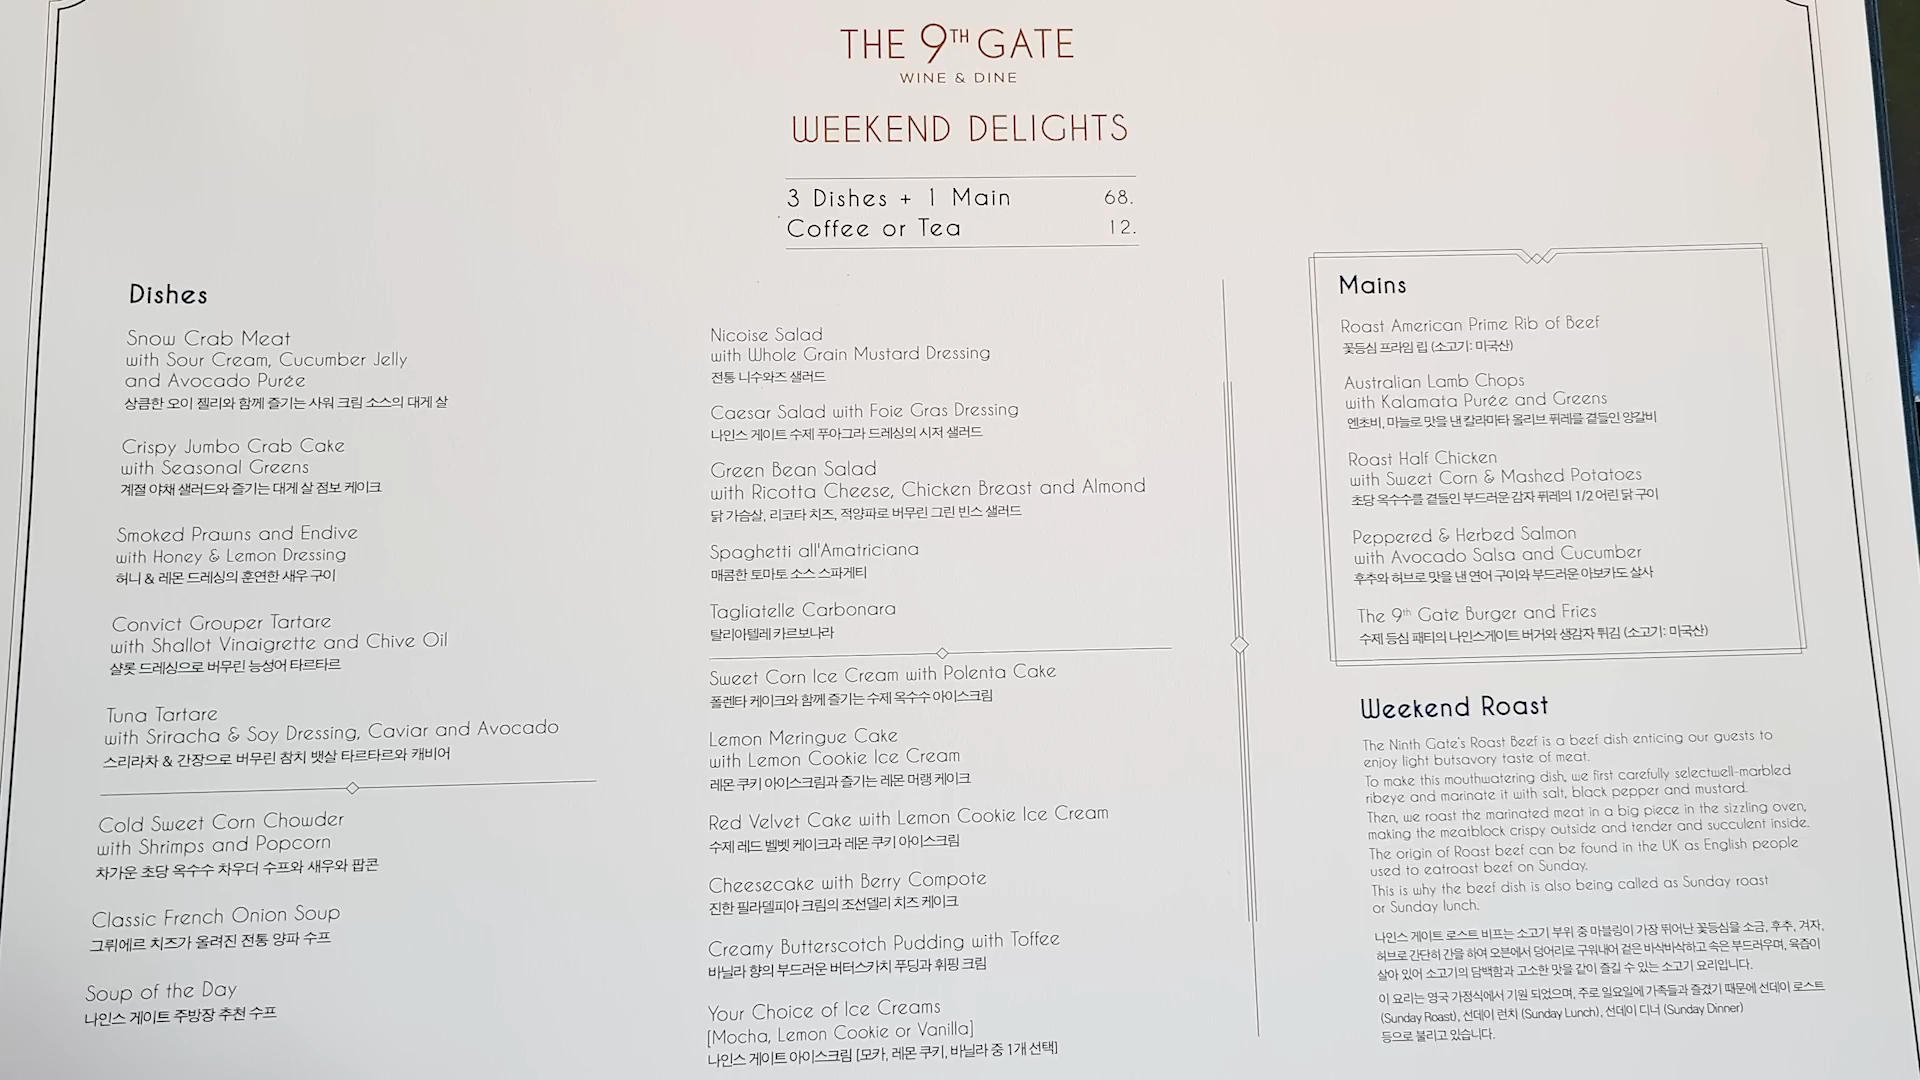 THE 9TH GATE
WINE & DINE
WEEKEND DELIGHTS
3 Dishes + 1 Main 68.
Coffee or Tea 12.
Dishes
Snow Crab Meat
with Sour Cream, Cucumber Jelly
and Avocado Purée
상큼한 오이 젤리와 함께 즐기는 사워 크림 소스의 대게 살
Crispy Jumbo Crab Cake
with Seasonal Greens
계절 야채 샐러드와 즐기는 대게 살 점보 케이크
Smoked Prawns and Endive
with Honey & Lemon Dressing
허니 & 레몬 드레싱의 훈연한 새우 구이
Convict Grouper Tartare
with Shallot Vinaigrette and Chive Oil
샬롯 드레싱으로 버무린 능성어 타르타르
Tuna Tartare
with Sriracha & Soy Dressing, Caviar and Avocado
스리라차 & 간장으로 버무린 참치 뱃살 타르타르와 캐비어
Cold Sweet Corn Chowder
with Shrimps and Popcorn
차가운 초당 옥수수 차우더 수프와 새우와 팝콘
Classic French Onion Soup
그뤼에르 치즈가 올려진 전통 양파 수프
Soup of the Day
나인스 게이트 주방장 추천 수프
Nicoise Salad
with Whole Grain Mustard Dressing
전통 니수와즈 샐러드
Caesar Salad with Foie Gras Dressing
나인스 게이트 수제 푸아그라 드레싱의 시저 샐러드
Green Bean Salad
with Ricotta Cheese, Chicken Breast and Almond
닭 가슴살, 리코타 치즈, 적양파로 버무린 그린 빈스 샐러드
Spaghetti all'Amatriciana
매콤한 토마토 소스 스파게티
Tagliatelle Carbonara
탈리아텔레 카르보나라
Sweet Corn Ice Cream with Polenta Cake
폴렌타 케이크와 함께 즐기는 수제 옥수수 아이스크림
Lemon Meringue Cake
with Lemon Cookie Ice Cream
레몬 쿠키 아이스크림과 즐기는 레몬 머랭 케이크
Red Velvet Cake with Lemon Cookie Ice Cream
수제 레드 벨벳 케이크과 레몬 쿠키 아이스크림
Cheesecake with Berry Compote
진한 필라델피아 크림의 조선델리 치즈 케이크
Creamy Butterscotch Pudding with Toffee
바닐라 향의 부드러운 버터스카치 푸딩과 휘핑 크림
Your Choice of Ice Creams
[Mocha, Lemon Cookie or Vanilla]
나인스 게이트 아이스크림 [모카, 레몬 쿠키, 바닐라 중 1개 선택]
Mains
Roast American Prime Rib of Beef
꽃등심 프라임 립 (소고기: 미국산)
Australian Lamb Chops
with Kalamata Purée and Greens
엔초비, 마늘로 맛을 낸 칼라마타 올리브 퓌레를 곁들인 양갈비
Roast Half Chicken
with Sweet Corn & Mashed Potatoes
초당 옥수수를 곁들인 부드러운 감자 퓌레의 1/2 어린 닭 구이
Peppered & Herbed Salmon
with Avocado Salsa and Cucumber
후추와 허브로 맛을 낸 연어 구이와 부드러운 아보카도 살사
The 9th Gate Burger and Fries
수제 등심 패티의 나인스게이트 버거와 생감자 튀김 (소고기: 미국산)
Weekend Roast
The Ninth Gate's Roast Beef is a beef dish enticing our guests to
enjoy light butsavory taste of meat.
To make this mouthwatering dish, we first carefully selectwell-marbled
ribeye and marinate it with salt, black pepper and mustard.
Then, we roast the marinated meat in a big piece in the sizzling oven,
making the meatblock crispy outside and tender and succulent inside.
The origin of Roast beef can be found in the UK as English people
used to eatroast beef on Sunday.
This is why the beef dish is also being called as Sunday roast
or Sunday lunch.
나인스 게이트 로스트 비프는 소고기 부위 중 마블링이 가장 뛰어난 꽃등심을 소금, 후추, 겨자,
허브로 간단히 간을 하여 오븐에서 덩어리로 구워내어 겉은 바삭바삭하고 속은 부드러우며, 육즙이
살아 있어 소고기의 담백함과 고소한 맛을 같이 즐길 수 있는 소고기 요리입니다.
이 요리는 영국 가정식에서 기원 되었으며, 주로 일요일에 가족들과 즐겼기 때문에 선데이 로스트
(Sunday Roast), 선데이 런치 (Sunday Lunch), 선데이 디너 (Sunday Dinner)
등으로 불리고 있습니다.